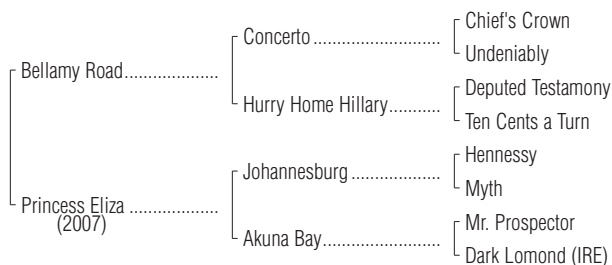 Chief's Crown
Concerto
Undeniably
Bellamy Road
Deputed Testamony
Hurry Home Hillary
Ten Cents a Turn
Hennessy
Johannesburg
Myth
Princess Eliza
(2007)
Mr. Prospector
Akuna Bay
Dark Lomond (IRE)